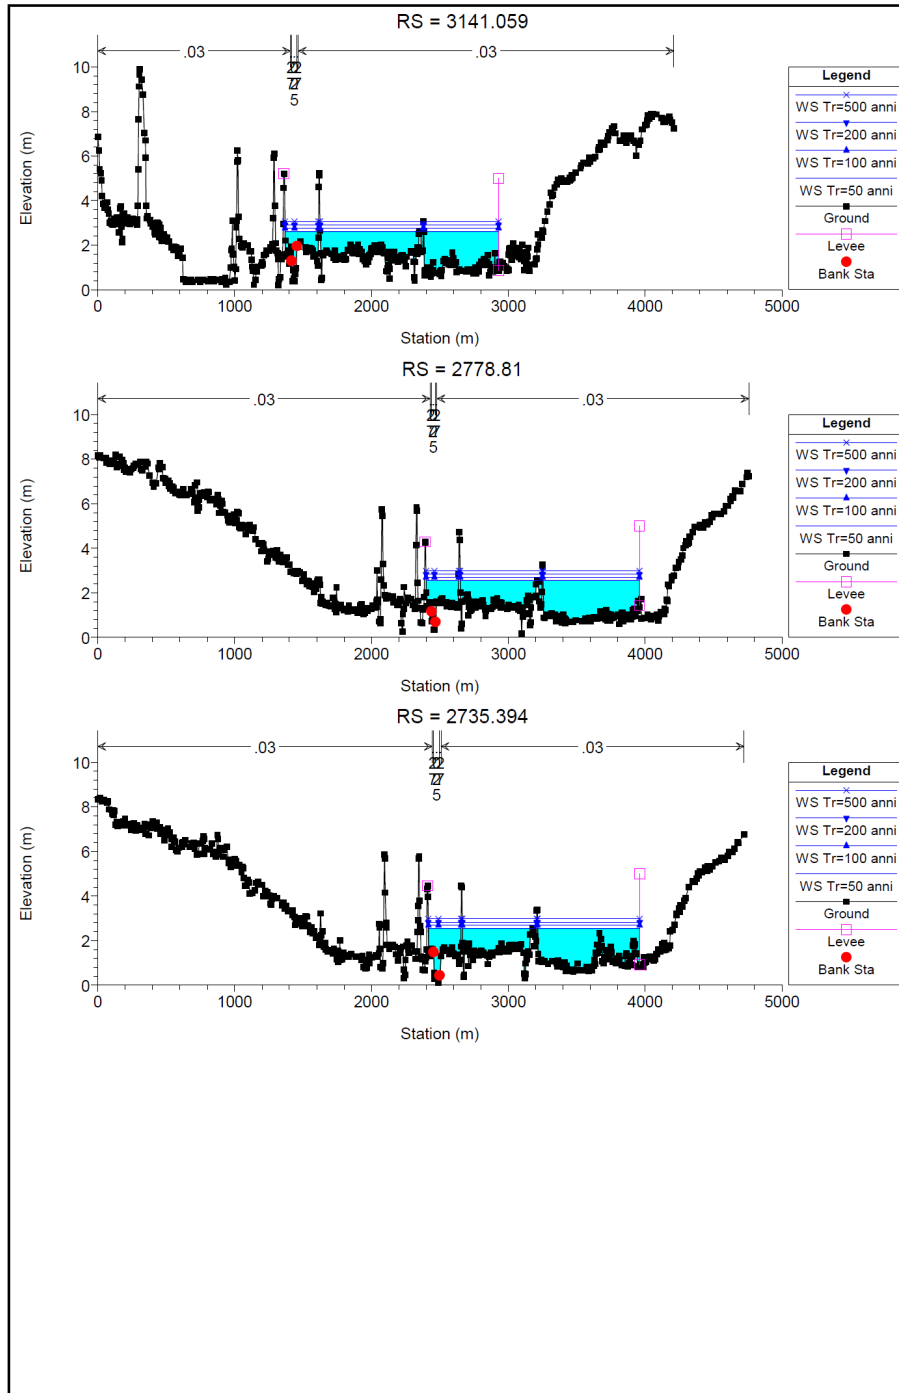 RS = 3141.059
.03
.03
10
8
6
4
2
0
Elevation (m)
0
1000
2000
3000
4000
5000
Station (m)
Legend
WS Tr=500 anni
WS Tr=200 anni
WS Tr=100 anni
WS Tr=50 anni
Ground
Levee
Bank Sta
RS = 2778.81
.03
.03
10
8
6
4
2
0
Elevation (m)
0
1000
2000
3000
4000
5000
Station (m)
Legend
WS Tr=500 anni
WS Tr=200 anni
WS Tr=100 anni
WS Tr=50 anni
Ground
Levee
Bank Sta
RS = 2735.394
.03
.03
10
8
6
4
2
0
Elevation (m)
0
1000
2000
3000
4000
5000
Station (m)
Legend
WS Tr=500 anni
WS Tr=200 anni
WS Tr=100 anni
WS Tr=50 anni
Ground
Levee
Bank Sta